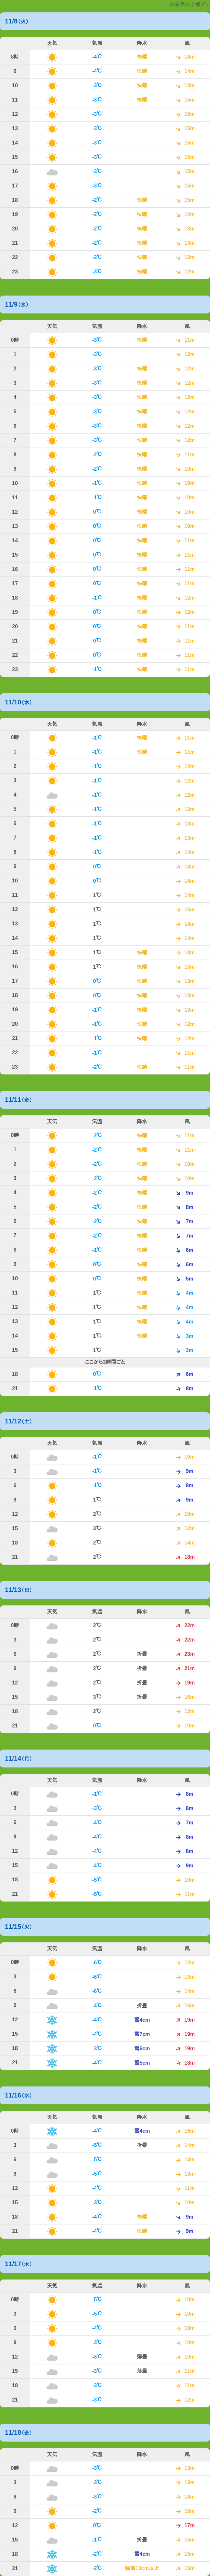 11/8(火)
天気 気温 降水 風
8時 -4℃ 快晴 14m
9 -4℃ 快晴 14m
10 -3℃ 快晴 14m
11 -3℃ 快晴 15m
12 -3℃ 16m
13 -3℃ 15m
14 -3℃ 15m
15 -3℃ 15m
16 -3℃ 15m
17 -3℃ 15m
18 -2℃ 快晴 15m
19 -2℃ 快晴 14m
20 -2℃ 快晴 13m
21 -2℃ 快晴 13m
22 -2℃ 快晴 12m
23 -3℃ 快晴 12m
11/9(水)
天気 気温 降水 風
0時 -3℃ 快晴 11m
1 -3℃ 12m
2 -3℃ 快晴 12m
3 -3℃ 快晴 12m
4 -3℃ 快晴 12m
5 -3℃ 快晴 12m
6 -3℃ 快晴 12m
7 -3℃ 快晴 12m
8 -2℃ 快晴 11m
9 -2℃ 快晴 10m
10 -1℃ 快晴 10m
11 -1℃ 快晴 10m
12 0℃ 快晴 10m
13 0℃ 快晴 10m
14 0℃ 快晴 11m
15 0℃ 快晴 11m
16 0℃ 快晴 11m
17 0℃ 快晴 11m
18 -1℃ 快晴 12m
19 0℃ 快晴 12m
20 0℃ 快晴 11m
21 0℃ 快晴 11m
22 0℃ 快晴 11m
23 -1℃ 快晴 11m
11/10(木)
天気 気温 降水 風
0時 -1℃ 快晴 11m
1 -1℃ 快晴 11m
2 -1℃ 12m
3 -1℃ 12m
4 -1℃ 12m
5 -1℃ 13m
6 -1℃ 13m
7 -1℃ 13m
8 -1℃ 14m
9 0℃ 14m
10 0℃ 14m
11 1℃ 14m
12 1℃ 15m
13 1℃ 14m
14 1℃ 14m
15 1℃ 快晴 14m
16 1℃ 快晴 13m
17 0℃ 快晴 13m
18 0℃ 快晴 13m
19 -1℃ 快晴 13m
20 -1℃ 快晴 12m
21 -1℃ 快晴 12m
22 -1℃ 11m
23 -2℃ 快晴 11m
11/11(金)
天気 気温 降水 風
0時 -2℃ 快晴 11m
1 -2℃ 快晴 11m
2 -2℃ 快晴 10m
3 -2℃ 快晴 10m
4 -2℃ 快晴 9m
5 -2℃ 快晴 8m
6 -2℃ 快晴 7m
7 -2℃ 快晴 7m
8 -1℃ 快晴 6m
9 0℃ 快晴 6m
10 0℃ 快晴 5m
11 1℃ 快晴 4m
12 1℃ 快晴 4m
13 1℃ 快晴 4m
14 1℃ 快晴 3m
15 1℃ 3m
ここから3時間ごと
18 0℃ 6m
21 -1℃ 8m
11/12(土)
天気 気温 降水 風
0時 -1℃ 10m
3 -1℃ 9m
6 -1℃ 8m
9 1℃ 9m
12 2℃ 10m
15 3℃ 12m
18 2℃ 14m
21 2℃ 18m
11/13(日)
天気 気温 降水 風
0時 2℃ 22m
3 2℃ 22m
6 2℃ 折曇 23m
9 2℃ 折曇 21m
12 2℃ 折曇 19m
15 3℃ 折曇 16m
18 2℃ 12m
21 0℃ 10m
11/14(月)
天気 気温 降水 風
0時 -1℃ 8m
3 -3℃ 8m
6 -4℃ 7m
9 -4℃ 8m
12 -4℃ 8m
15 -4℃ 9m
18 -5℃ 10m
21 -5℃ 11m
11/15(火)
天気 気温 降水 風
0時 -6℃ 12m
3 -6℃ 13m
6 -6℃ 14m
9 -4℃ 折曇 16m
12 -4℃ 雪4cm 19m
15 -4℃ 雪7cm 19m
18 -3℃ 雪6cm 19m
21 -4℃ 雪5cm 18m
11/16(水)
天気 気温 降水 風
0時 -4℃ 雪4cm 16m
3 -5℃ 折曇 14m
6 -5℃ 14m
9 -5℃ 13m
12 -4℃ 11m
15 -3℃ 10m
18 -4℃ 快晴 9m
21 -4℃ 快晴 9m
11/17(木)
天気 気温 降水 風
0時 -5℃ 10m
3 -5℃ 10m
6 -4℃ 10m
9 -3℃ 10m
12 -3℃ 薄曇 10m
15 -3℃ 薄曇 11m
18 -3℃ 11m
21 -3℃ 12m
11/18(金)
天気 気温 降水 風
0時 -3℃ 13m
3 -3℃ 13m
6 -3℃ 14m
9 -2℃ 16m
12 0℃ 17m
15 -1℃ 折曇 15m
18 -2℃ 雪4cm 15m
21 -2℃ 強雪10cm以上 15m